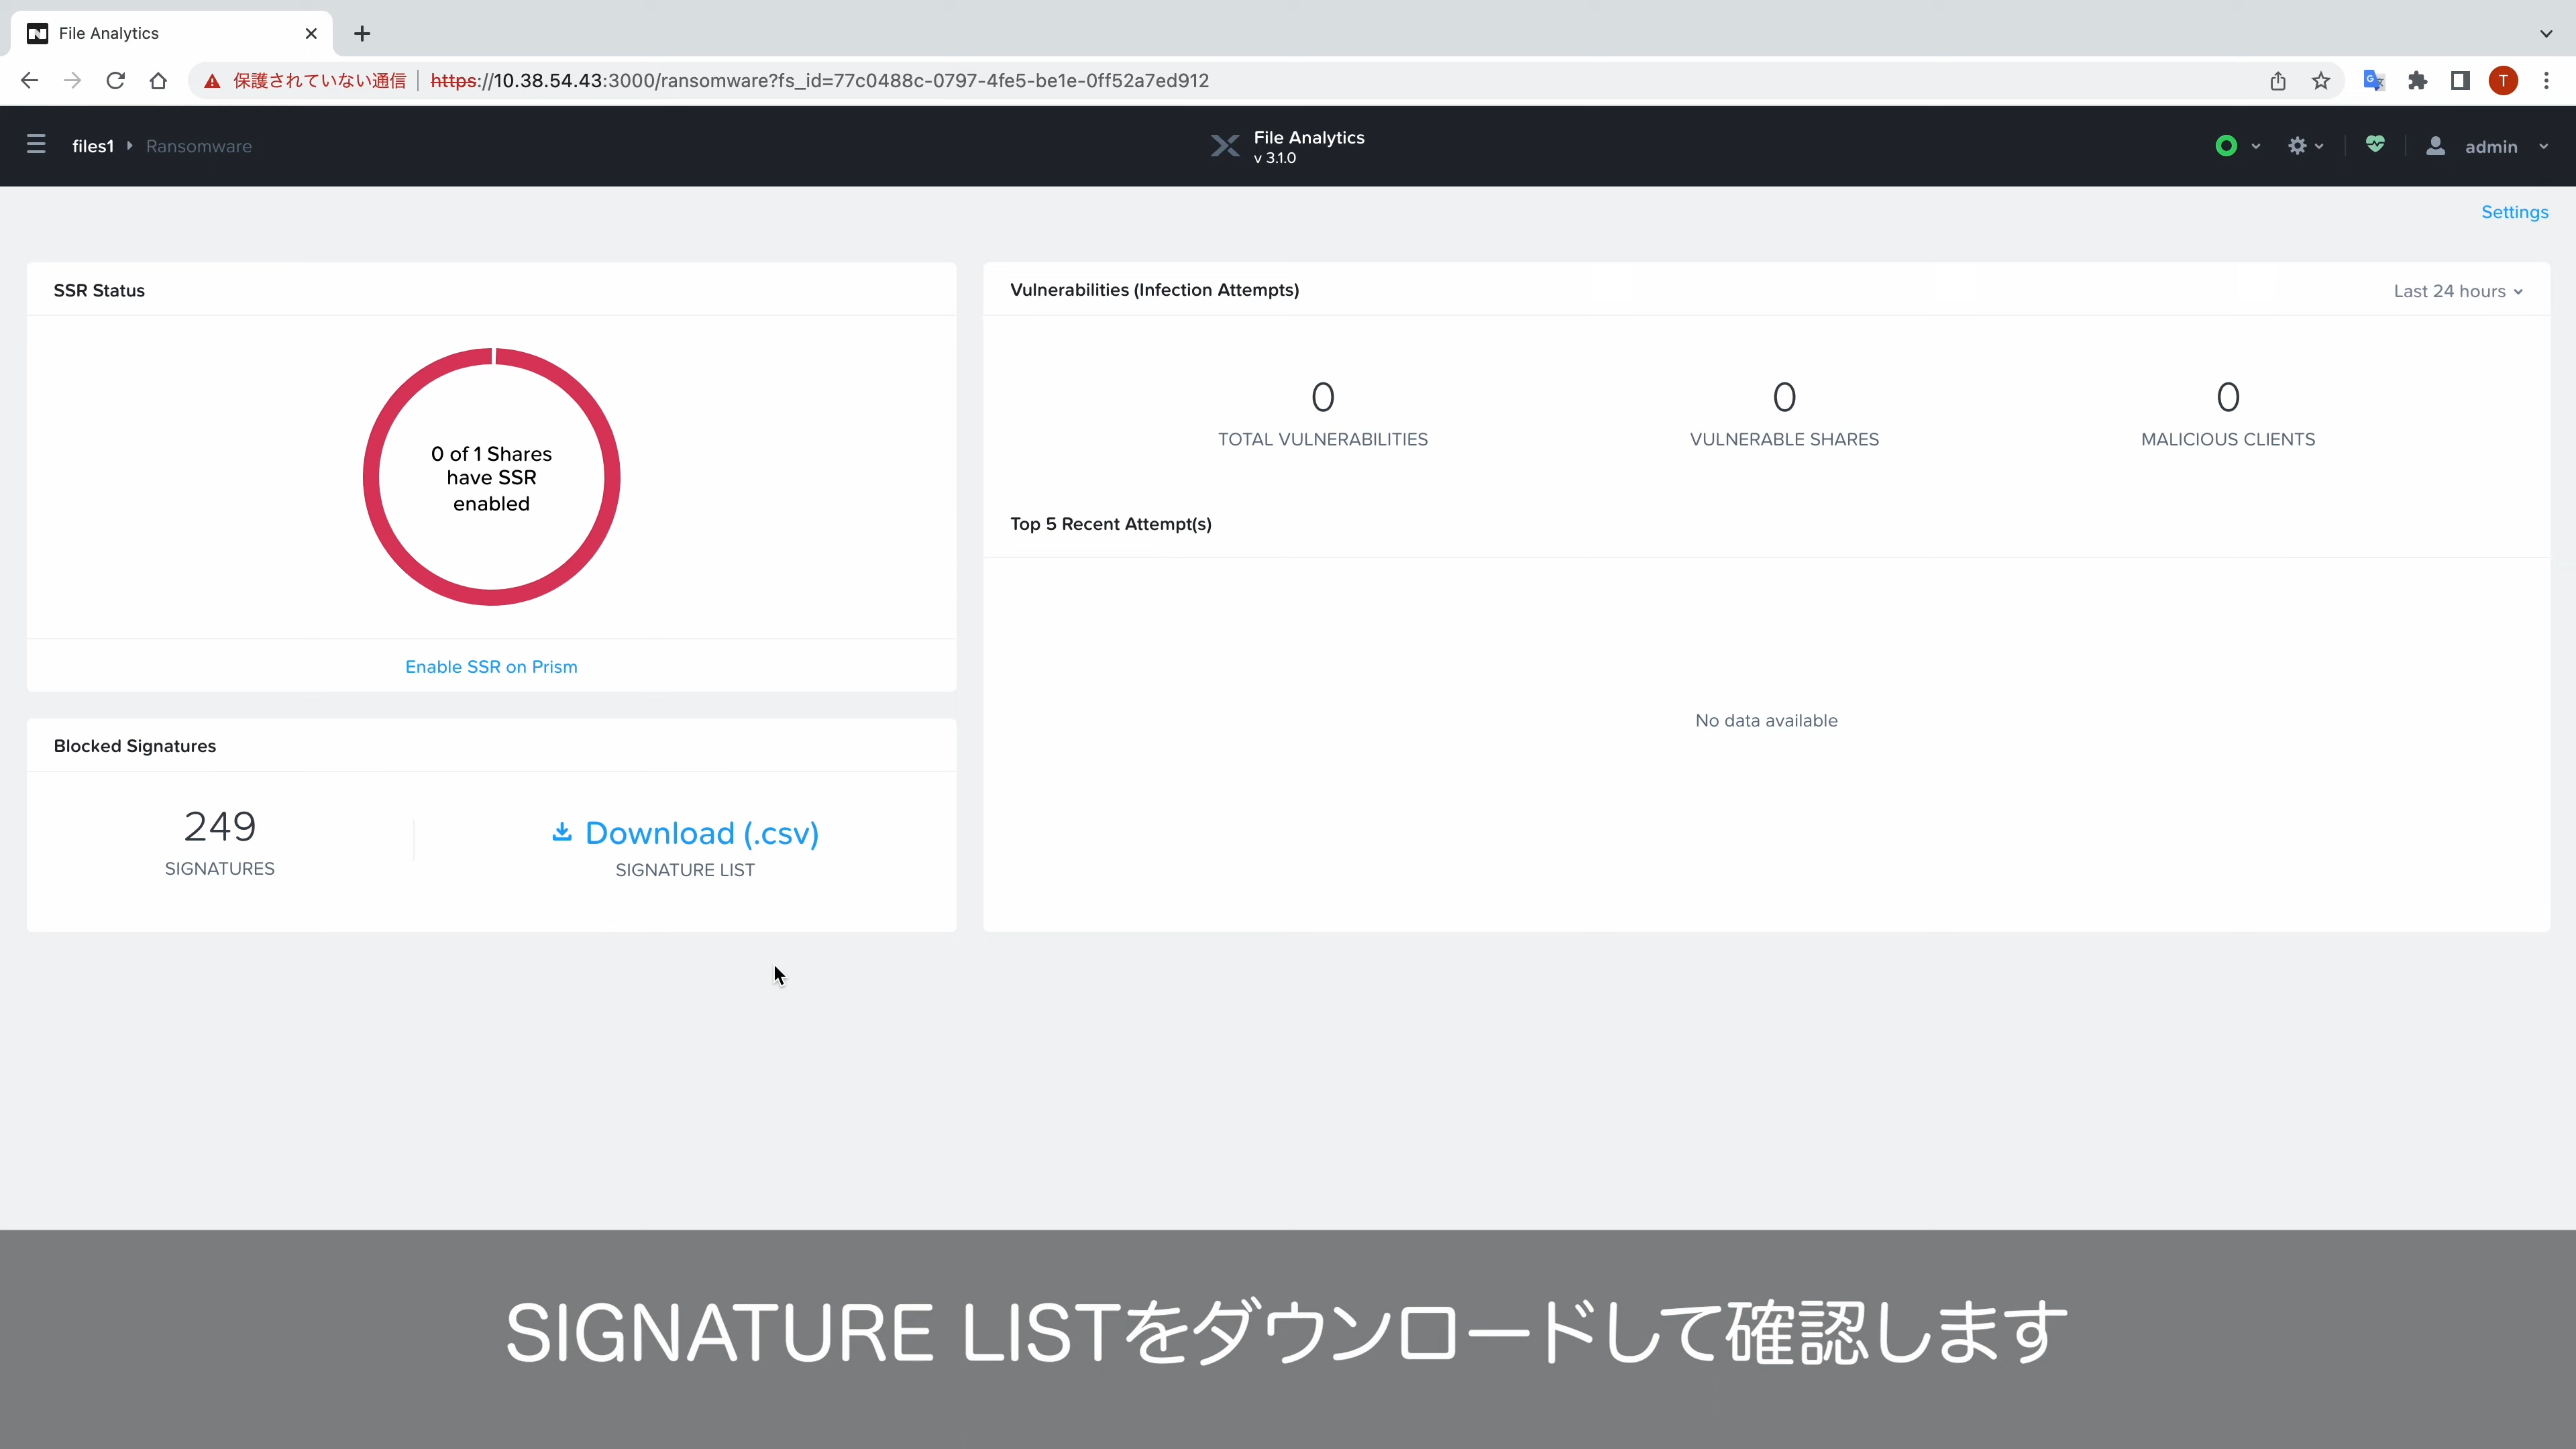 File Analytics
保護されていない通信
https://10.38.54.43:3000/ransomware?fs_id=77c0488c-0797-4fe5-be1e-0ff52a7ed912
T
files1
Ransomware
File Analytics
v 3.1.0
admin
Settings
SSR Status
0 of 1 Shares
have SSR
enabled
Enable SSR on Prism
Blocked Signatures
249
SIGNATURES
Download (.csv)
SIGNATURE LIST
Vulnerabilities (Infection Attempts)
Last 24 hours
0
TOTAL VULNERABILITIES
0
VULNERABLE SHARES
0
MALICIOUS CLIENTS
Top 5 Recent Attempt(s)
No data available
SIGNATURE LISTをダウンロードして確認します